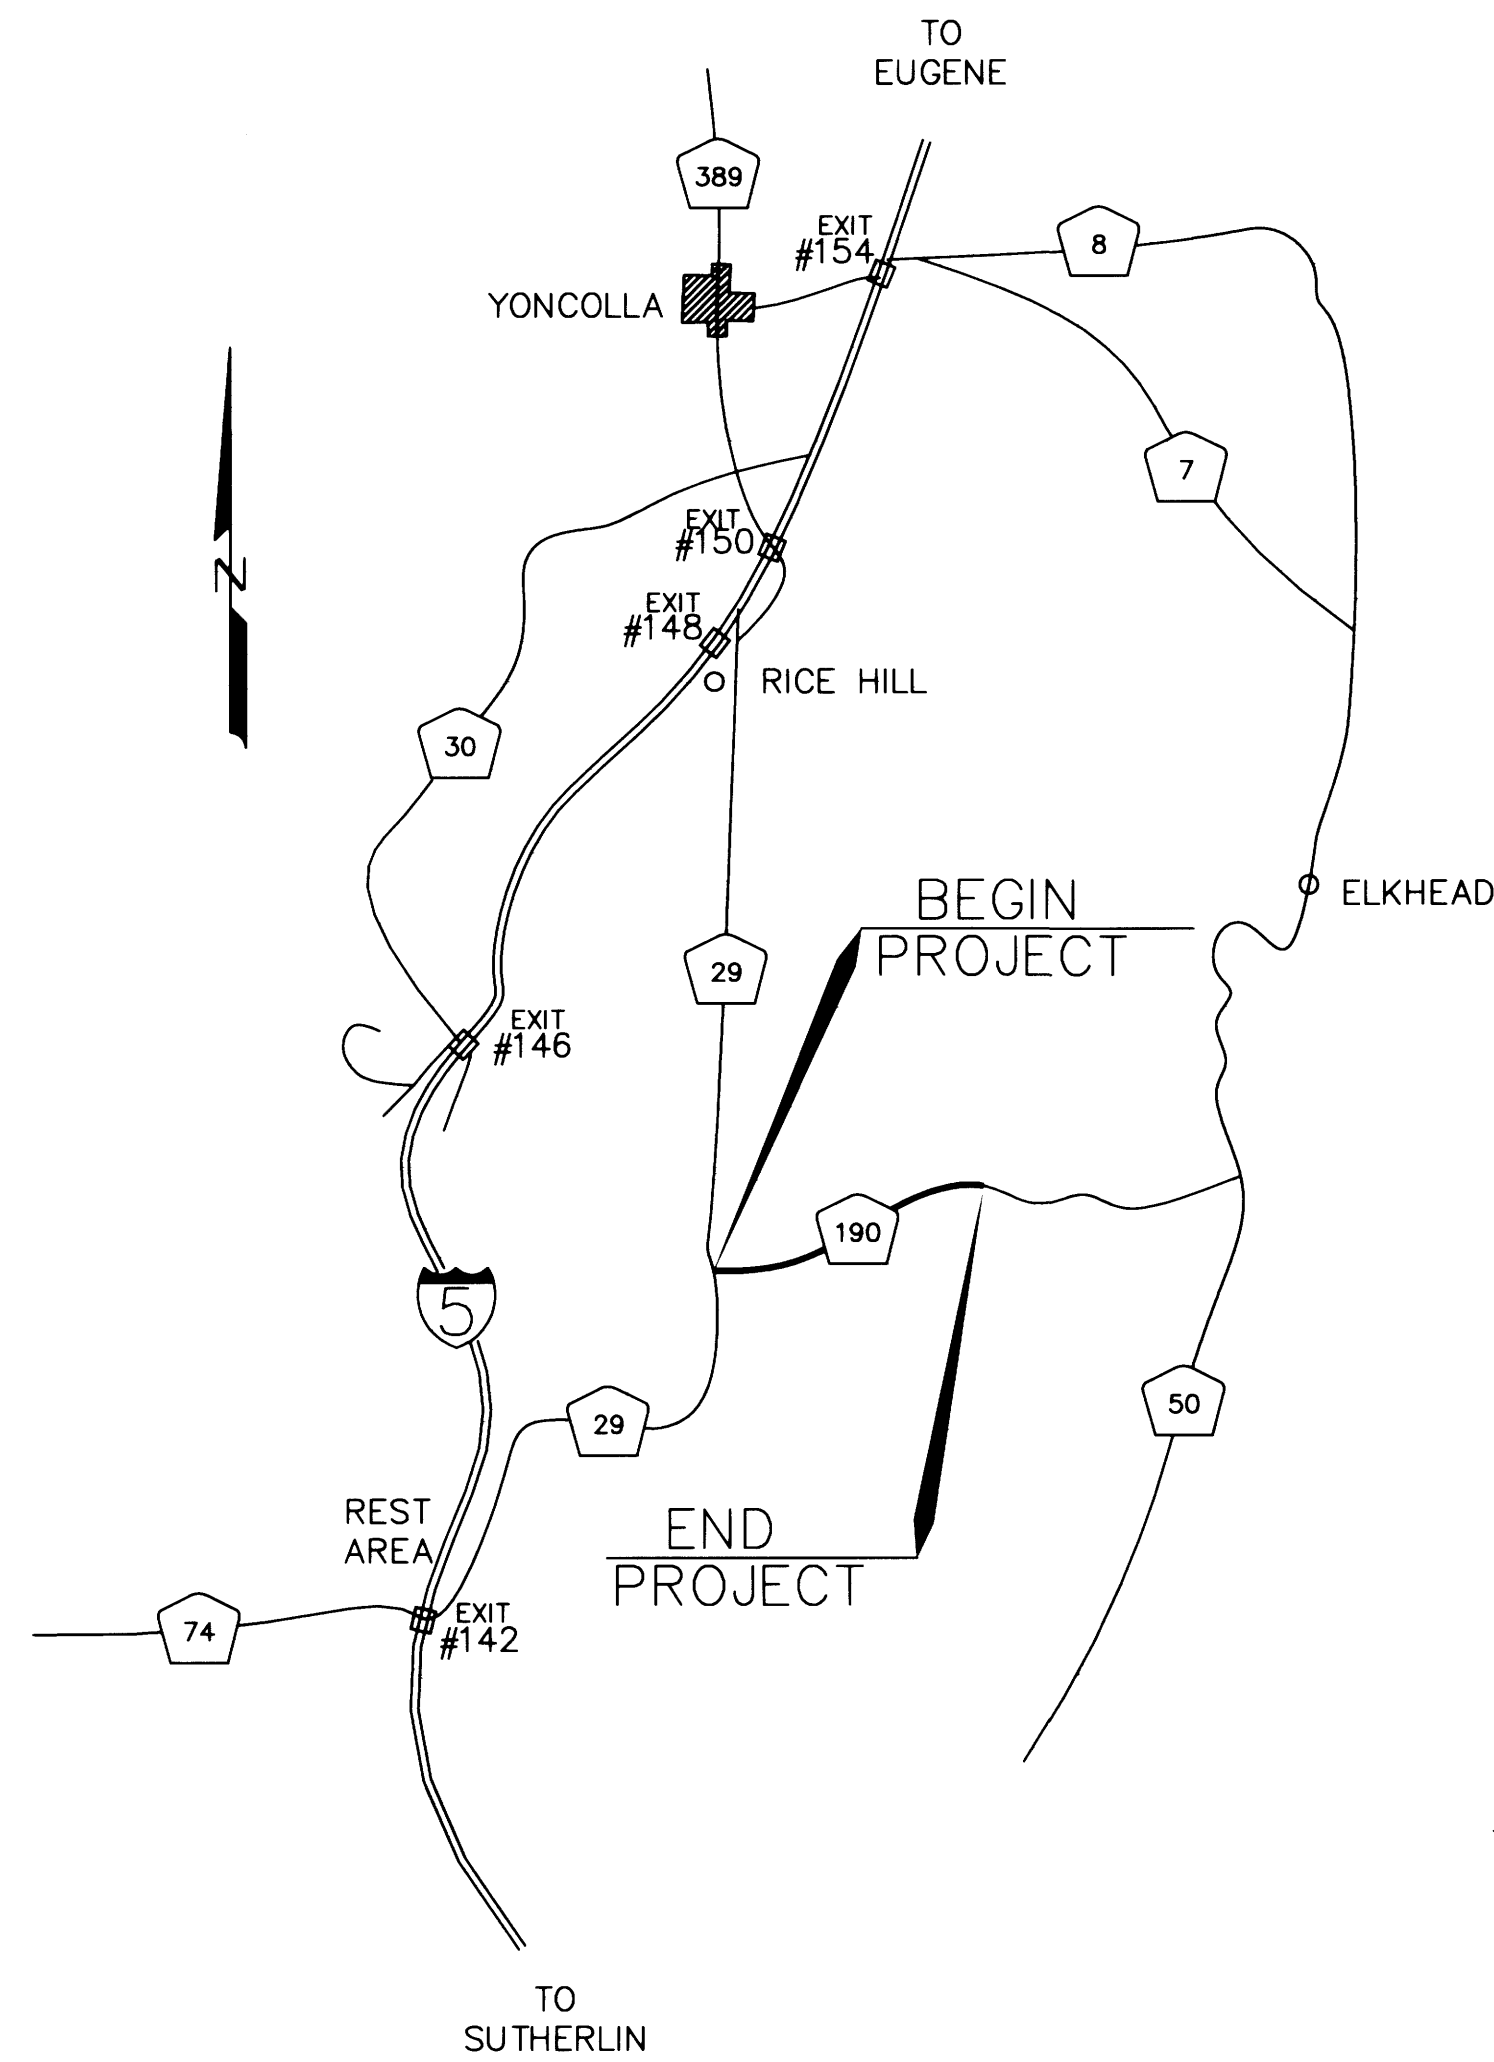 TO
EUGENE
389
EXIT
#154
8
YONCOLLA
7
EXIT
#150
N
EXIT
#148
RICE HILL
30
BEGIN
PROJECT
ELKHEAD
29
EXIT
#146
190
5
50
29
REST
AREA
END
PROJECT
74
EXIT
#142
TO
SUTHERLIN